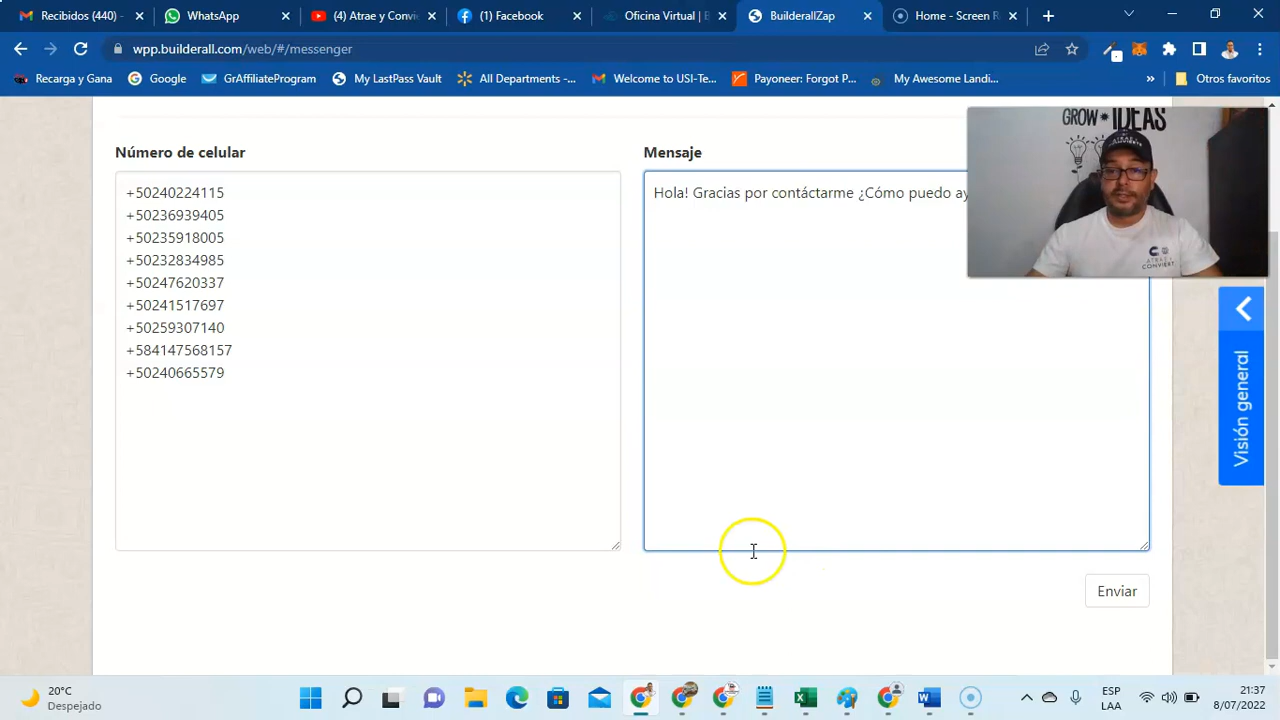 Recibidos (440)
WhatsApp
(4) Atrae y Convie
(1) Facebook
Oficina Virtual | B
BuilderallZap
Home - Screen R
wpp.builderall.com/web/#/messenger
Recarga y Gana
Google
GrAffiliateProgram
My LastPass Vault
All Departments -...
Welcome to USI-Te...
Payoneer: Forgot P...
My Awesome Landi...
Otros favoritos
GROW IDEAS
Número de celular
Mensaje
+50240224115
+50236939405
+50235918005
+50232834985
+50247620337
+50241517697
+50259307140
+584147568157
+50240665579
Hola! Gracias por contáctarme ¿Cómo puedo ay
ATRAE
CONVIERT
Visión general
Enviar
20°C
Despejado
ESP
LAA
21:37
8/07/2022